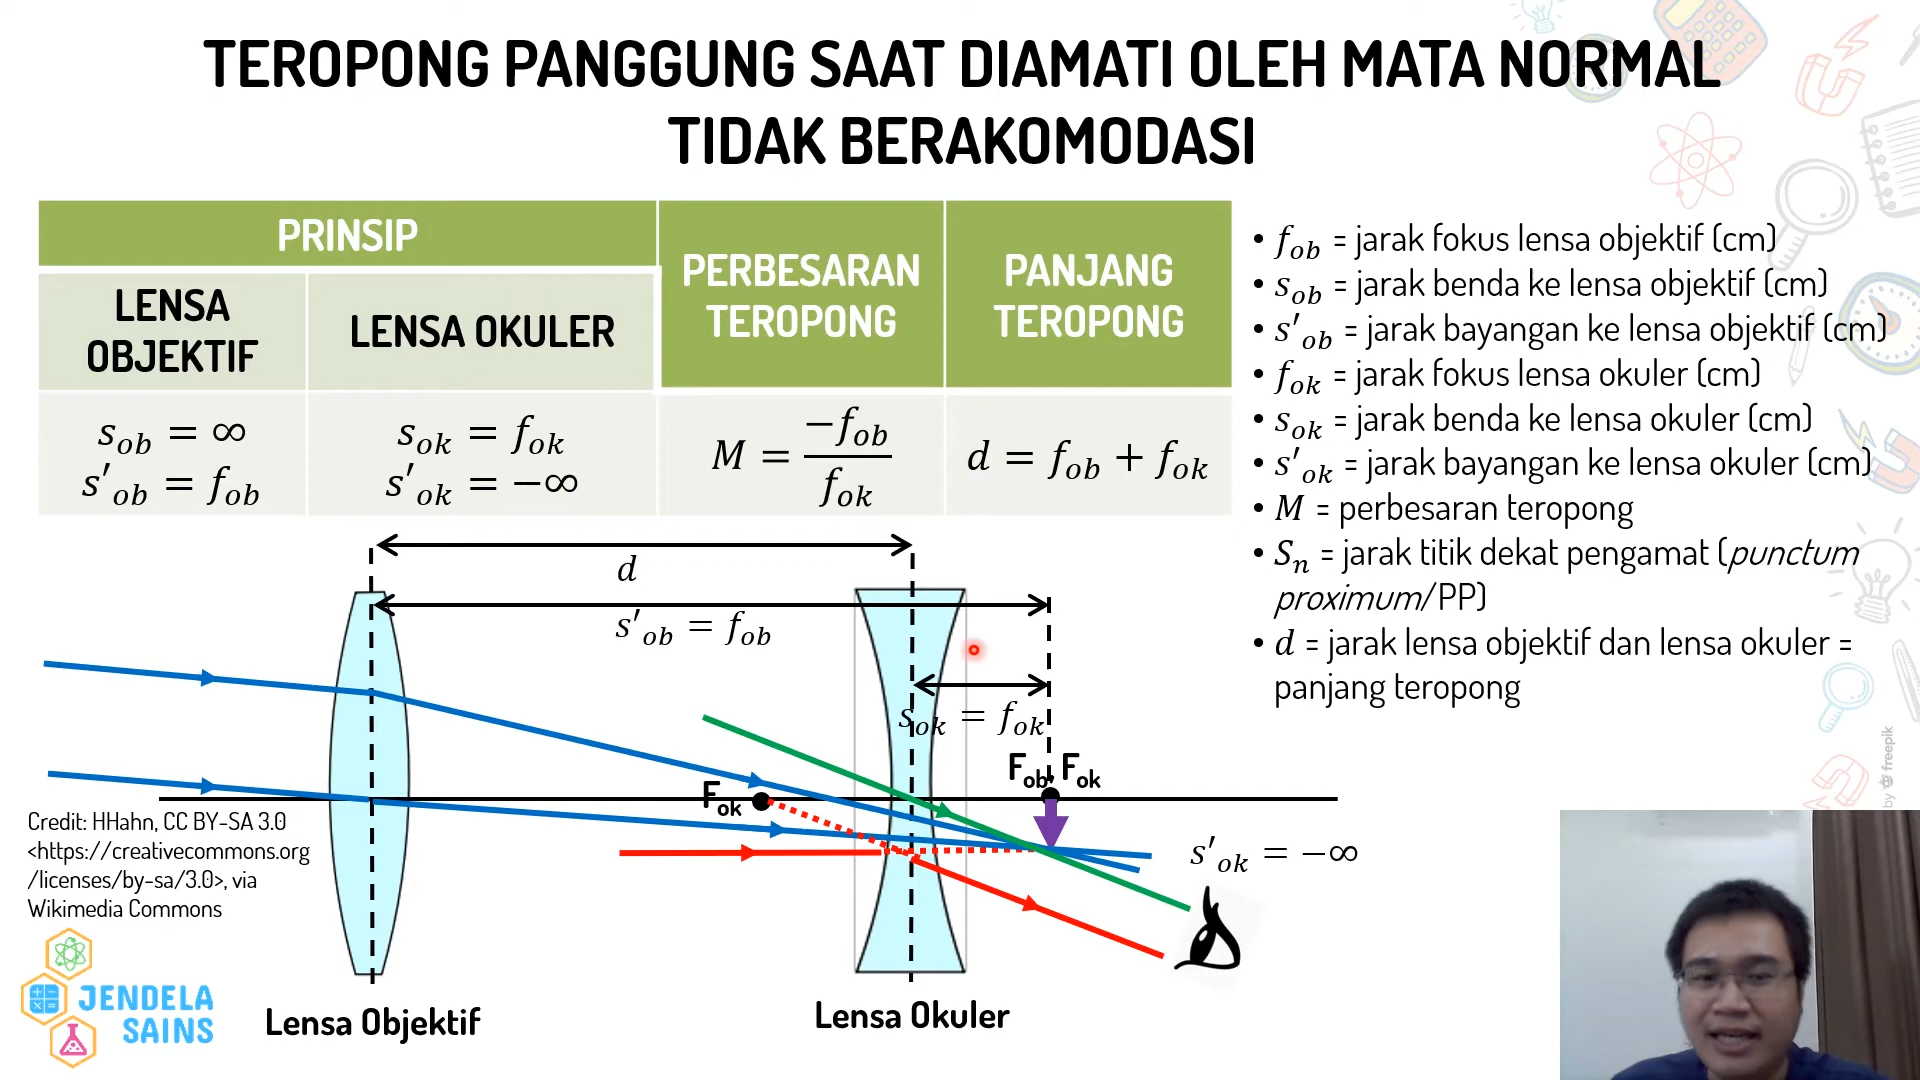 TEROPONG PANGGUNG SAAT DIAMATI OLEH MATA NORMAL
TIDAK BERAKOMODASI
PRINSIP
PERBESARAN
TEROPONG
PANJANG
TEROPONG
LENSA
OBJEKTIF
LENSA OKULER
s_ob = ∞
s'_ob = f_ob
s_ok = f_ok
s'_ok = −∞
M = −f_ob / f_ok
d = f_ob + f_ok
• f_ob = jarak fokus lensa objektif (cm)
• s_ob = jarak benda ke lensa objektif (cm)
• s'_ob = jarak bayangan ke lensa objektif (cm)
• f_ok = jarak fokus lensa okuler (cm)
• s_ok = jarak benda ke lensa okuler (cm)
• s'_ok = jarak bayangan ke lensa okuler (cm)
• M = perbesaran teropong
• S_n = jarak titik dekat pengamat (punctum
proximum/PP)
• d = jarak lensa objektif dan lensa okuler =
panjang teropong
d
s'_ob = f_ob
s_ok = f_ok
F_ok
F_ob, F_ok
s'_ok = −∞
Credit: HHahn, CC BY-SA 3.0
<https://creativecommons.org
/licenses/by-sa/3.0>, via
Wikimedia Commons
JENDELA
SAINS
Lensa Objektif
Lensa Okuler
by freepik